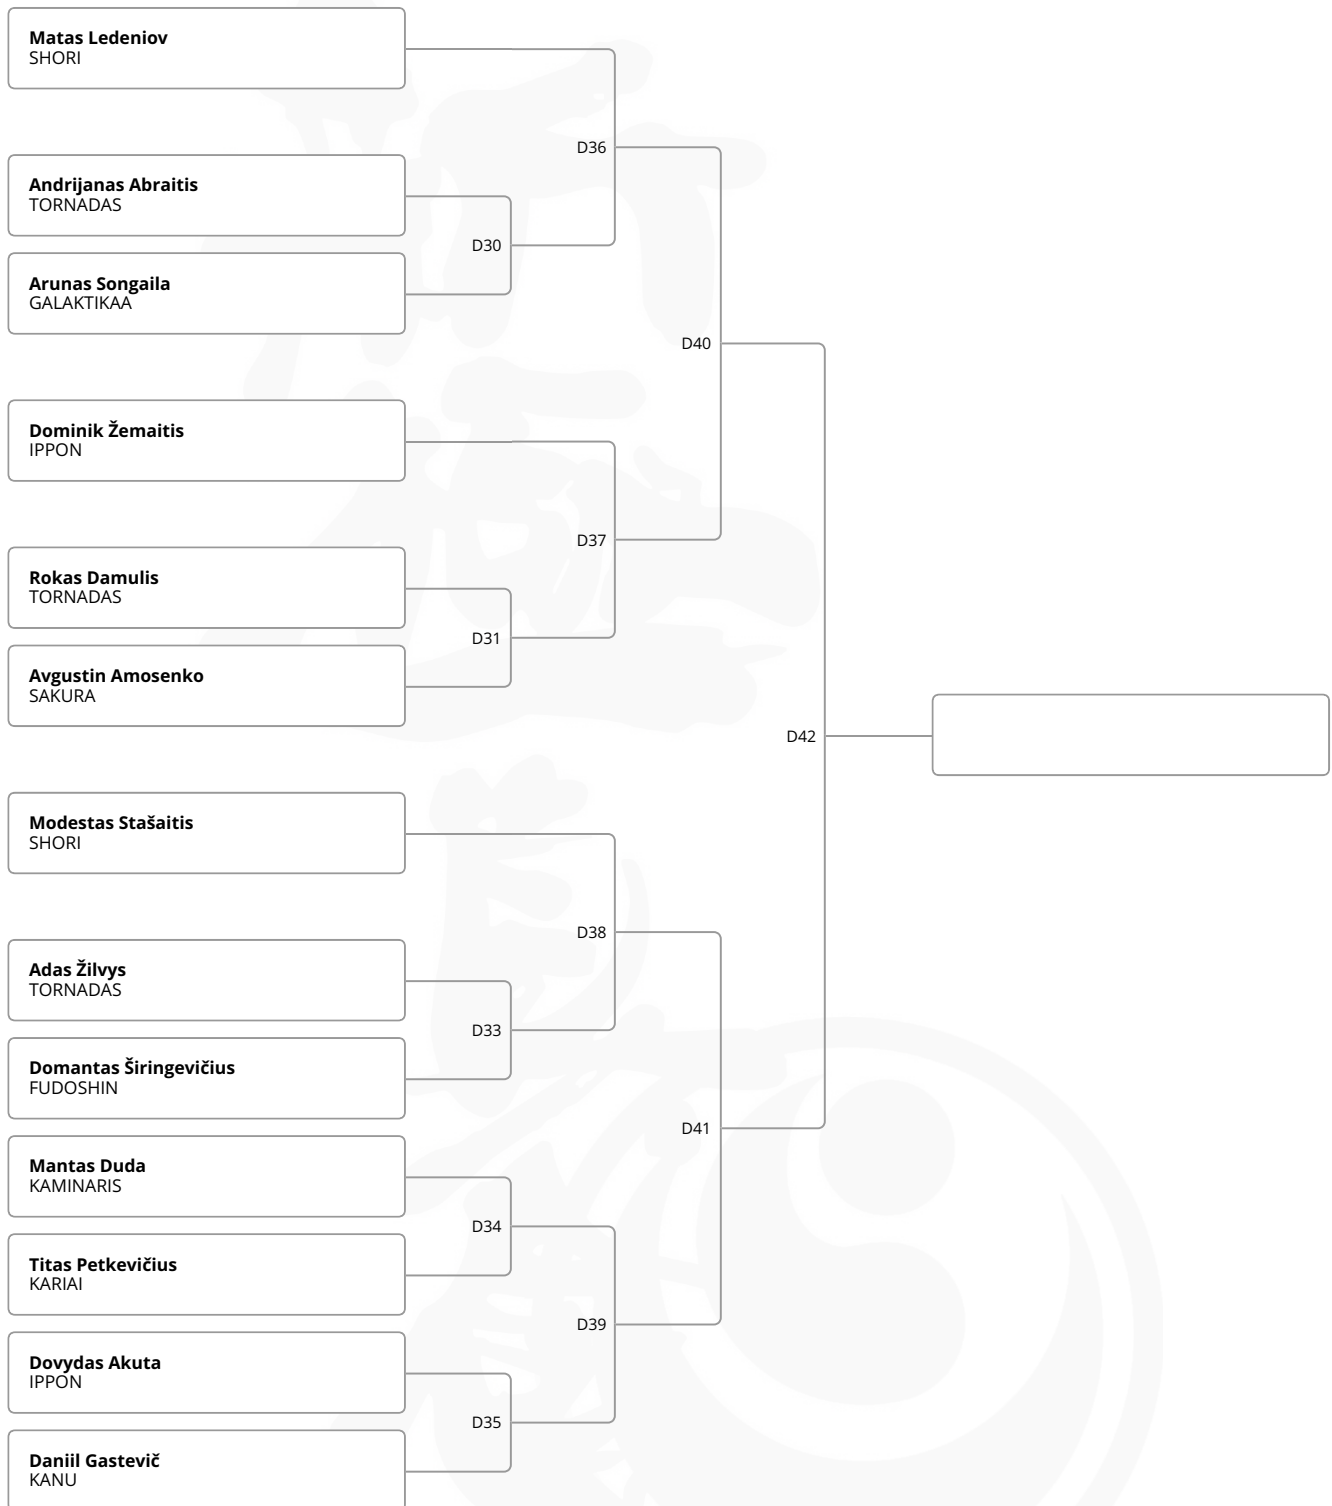 Matas Ledeniov
SHORI
D36
Andrijanas Abraitis
TORNADAS
D30
Arunas Songaila
GALAKTIKAA
D40
Dominik Žemaitis
IPPON
D37
Rokas Damulis
TORNADAS
D31
Avgustin Amosenko
SAKURA
D42
Modestas Stašaitis
SHORI
D38
Adas Žilvys
TORNADAS
D33
Domantas Širingevičius
FUDOSHIN
D41
Mantas Duda
KAMINARIS
D34
Titas Petkevičius
KARIAI
D39
Dovydas Akuta
IPPON
D35
Daniil Gastevič
KANU